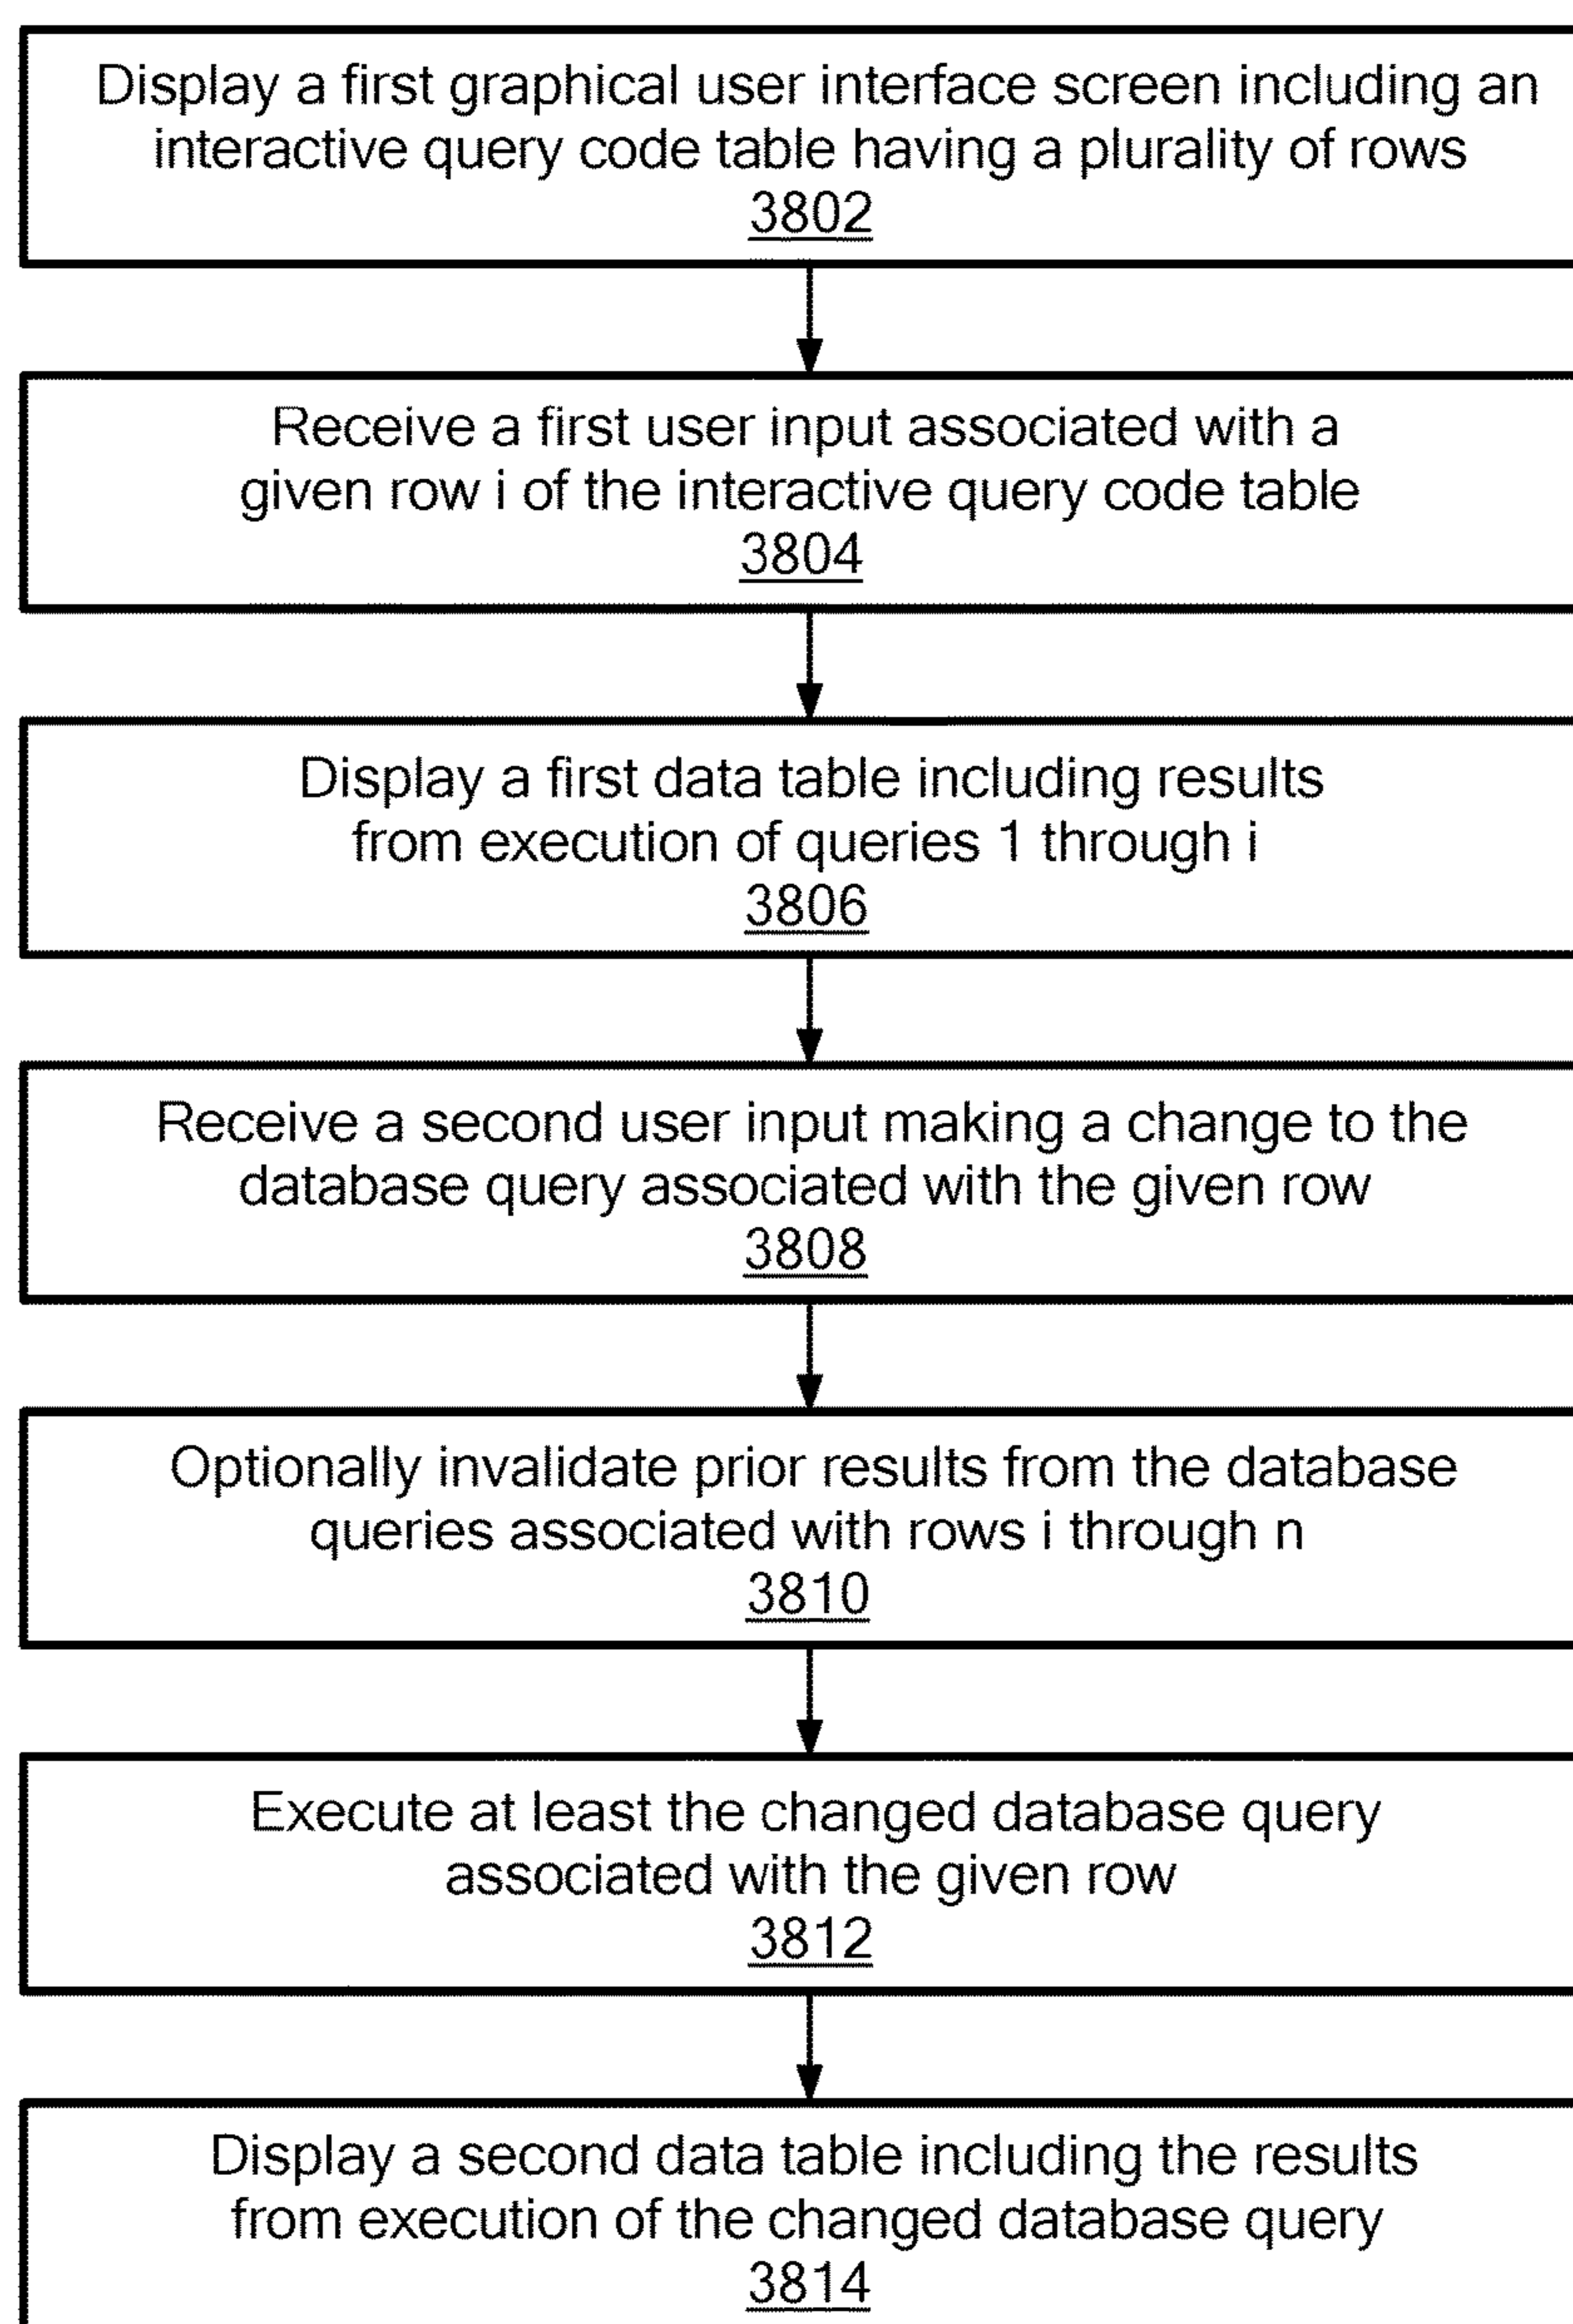 Display a first graphical user interface screen including an
interactive query code table having a plurality of rows
3802
Receive a first user input associated with a
given row i of the interactive query code table
3804
Display a first data table including results
from execution of queries 1 through i
3806
Receive a second user input making a change to the
database query associated with the given row
3808
Optionally invalidate prior results from the database
queries associated with rows i through n
3810
Execute at least the changed database query
associated with the given row
3812
Display a second data table including the results
from execution of the changed database query
3814